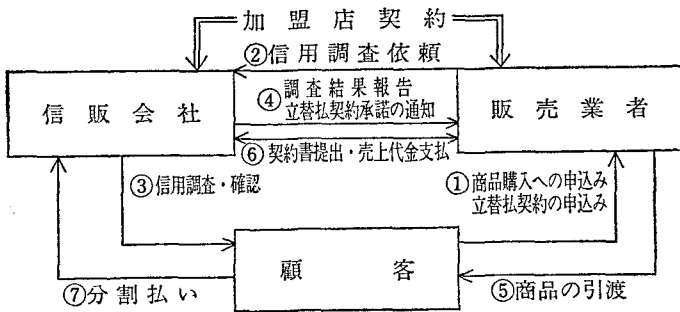 加盟店契約
②信用調査依頼
信販会社
④調査結果報告
立替払契約承諾の通知
販売業者
⑥契約書提出・売上代金支払
③信用調査・確認
①商品購入への申込み
立替払契約の申込み
顧客
⑦分割払い
⑤商品の引渡